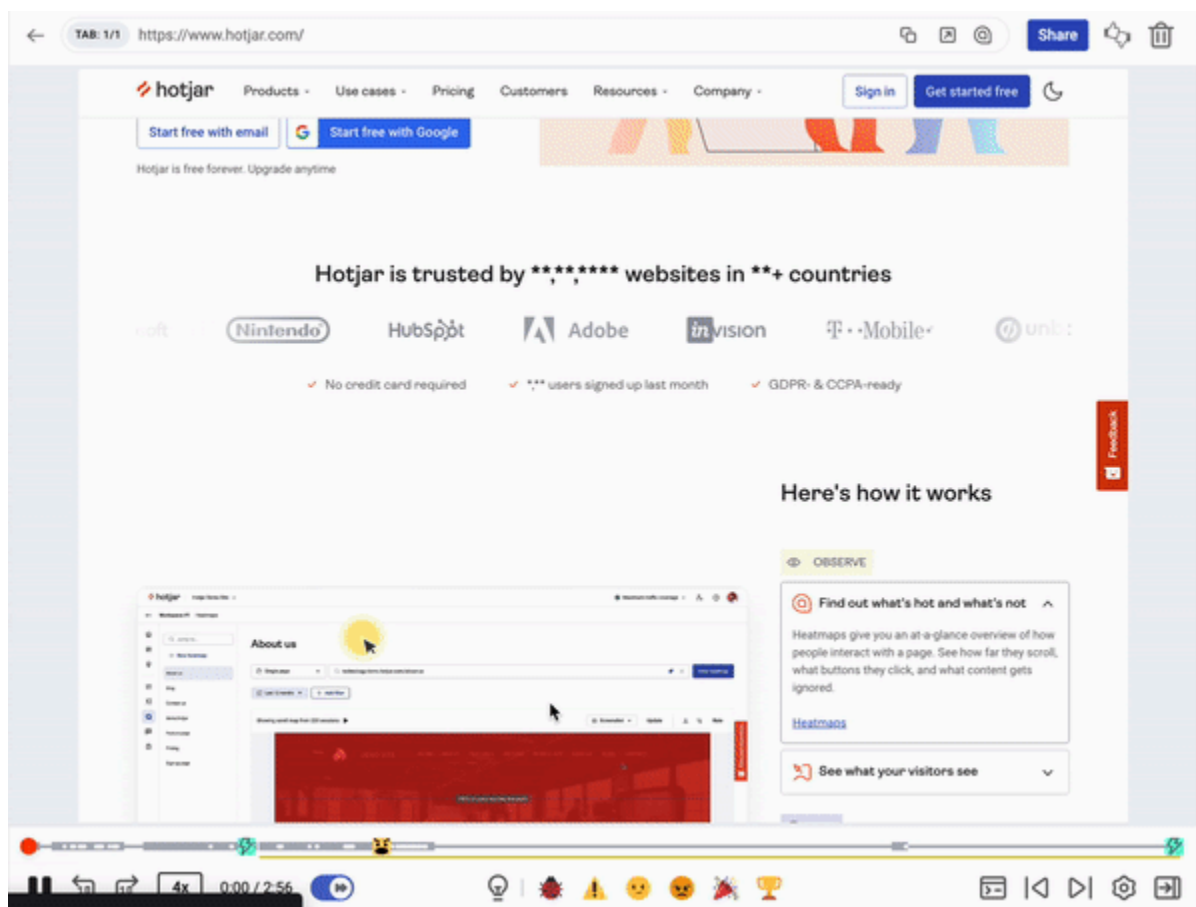 TAB: 1/1 https://www.hotjar.com/ Share
hotjar Products Use cases Pricing Customers Resources Company Sign in Get started free
Start free with email G Start free with Google
Hotjar is free forever. Upgrade anytime
Hotjar is trusted by **,**,**** websites in **+ countries
oft Nintendo HubSpot Adobe invision T··Mobile· unb
No credit card required *,** users signed up last month GDPR- & CCPA-ready
Feedback
Here's how it works
OBSERVE
hotjar
Find out what's hot and what's not
About us
Heatmaps give you an at-a-glance overview of how
people interact with a page. See how far they scroll,
what buttons they click, and what content gets
ignored.
Heatmaps
See what your visitors see
10 10 4x 0:00 / 2:56